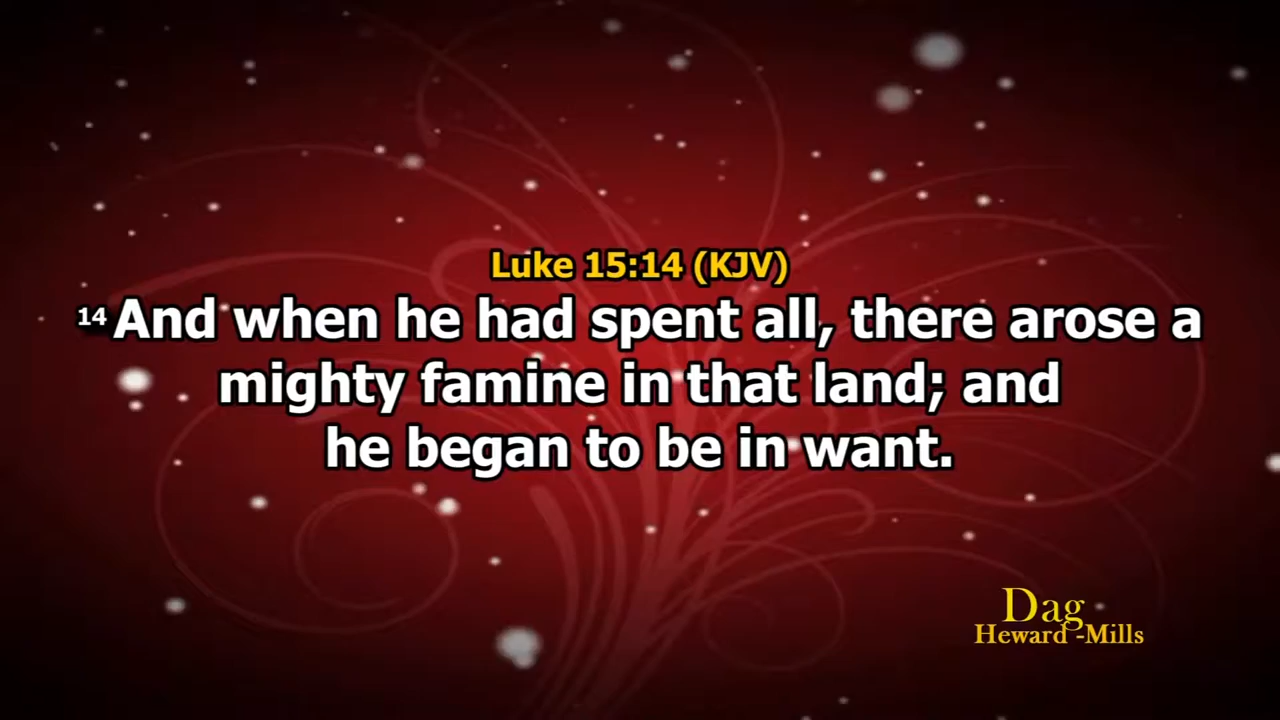 Luke 15:14 (KJV)
14 And when he had spent all, there arose a
mighty famine in that land; and
he began to be in want.
Dag
Heward -Mills